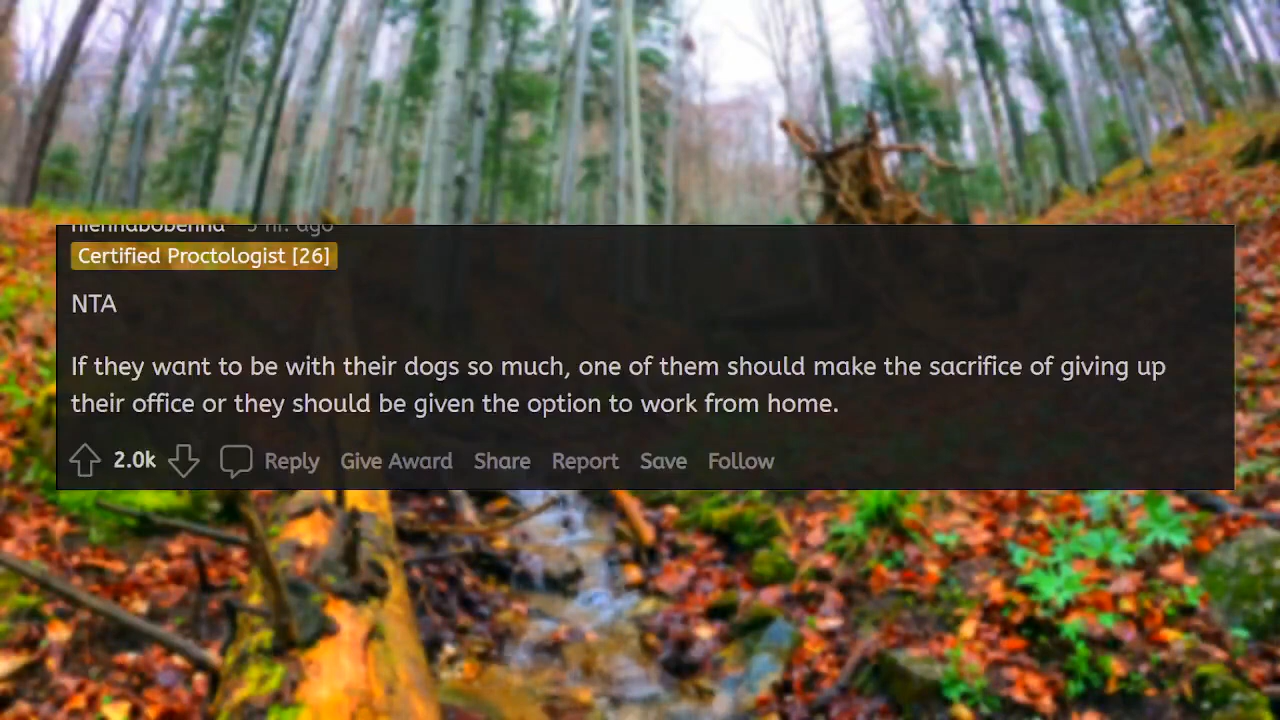 Certified Proctologist [26]
NTA
If they want to be with their dogs so much, one of them should make the sacrifice of giving up
their office or they should be given the option to work from home.
2.0k Reply Give Award Share Report Save Follow